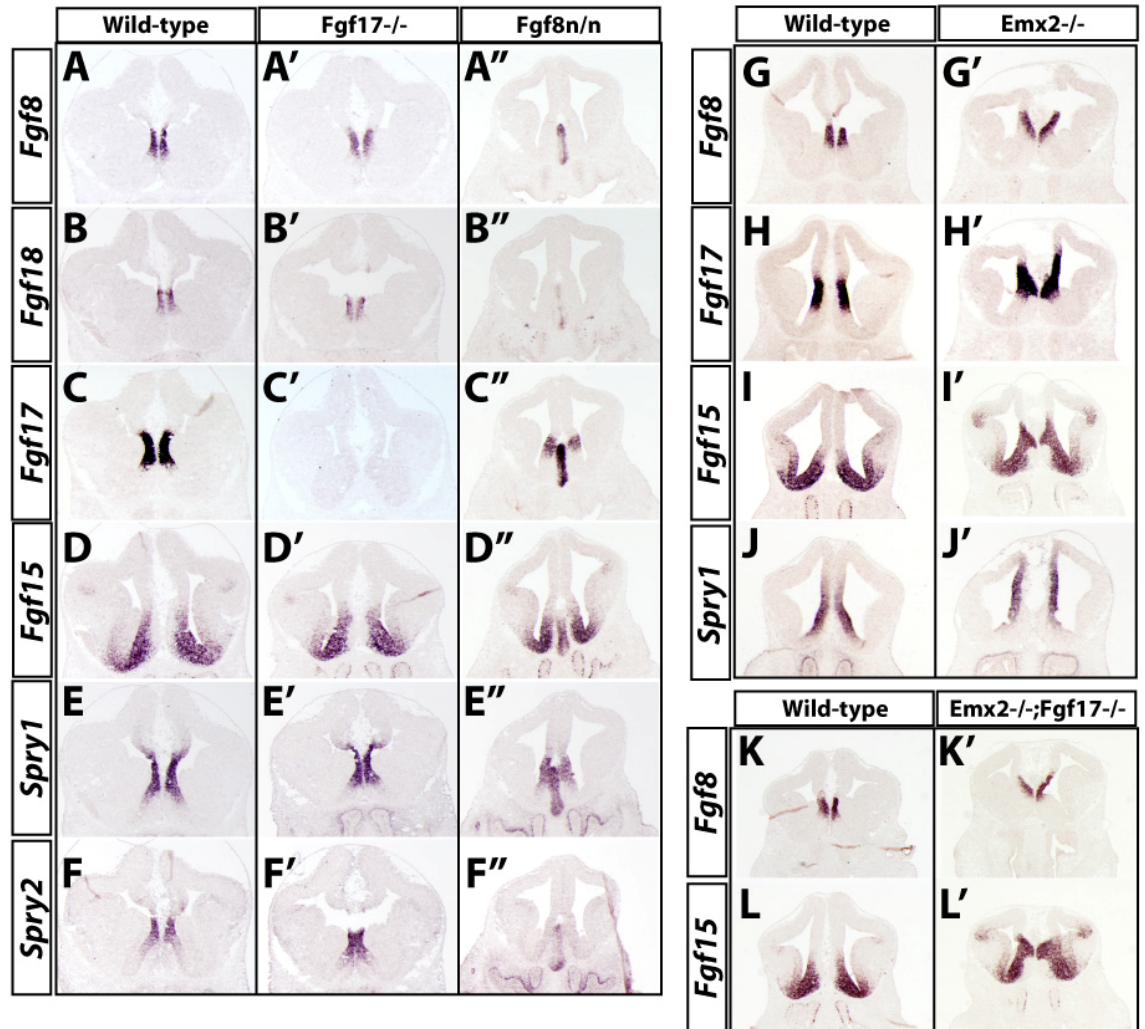 Wild-type Fgf17-/- Fgf8n/n
Fgf8 A A′ A″
Fgf18 B B′ B″
Fgf17 C C′ C″
Fgf15 D D′ D″
Spry1 E E′ E″
Spry2 F F′ F″
Wild-type Emx2-/-
Fgf8 G G′
Fgf17 H H′
Fgf15 I I′
Spry1 J J′
Wild-type Emx2-/-;Fgf17-/-
Fgf8 K K′
Fgf15 L L′